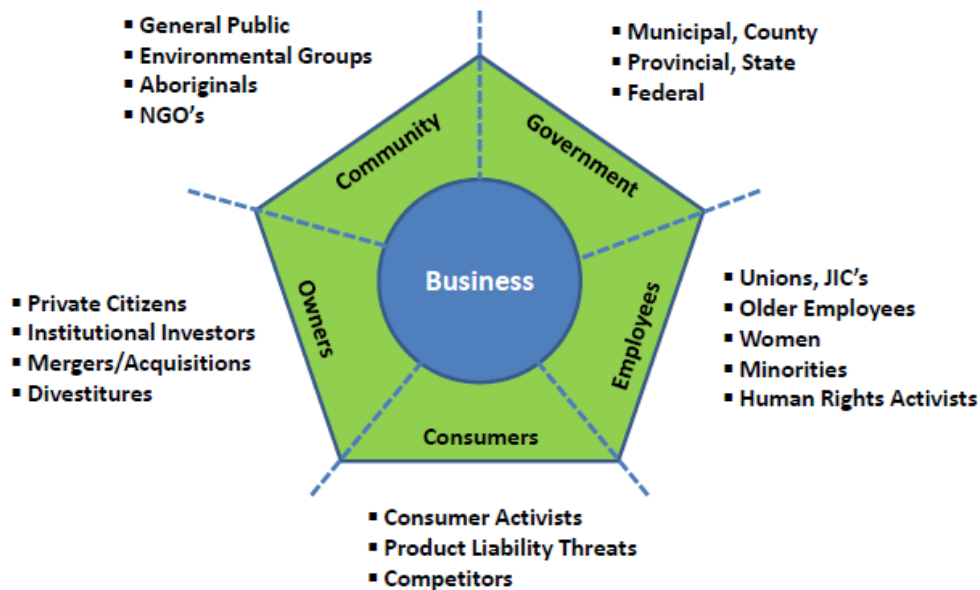 ▪ General Public
▪ Environmental Groups
▪ Aboriginals
▪ NGO's
▪ Municipal, County
▪ Provincial, State
▪ Federal
Community
Government
Business
Owners
Employees
Consumers
▪ Private Citizens
▪ Institutional Investors
▪ Mergers/Acquisitions
▪ Divestitures
▪ Unions, JIC's
▪ Older Employees
▪ Women
▪ Minorities
▪ Human Rights Activists
▪ Consumer Activists
▪ Product Liability Threats
▪ Competitors